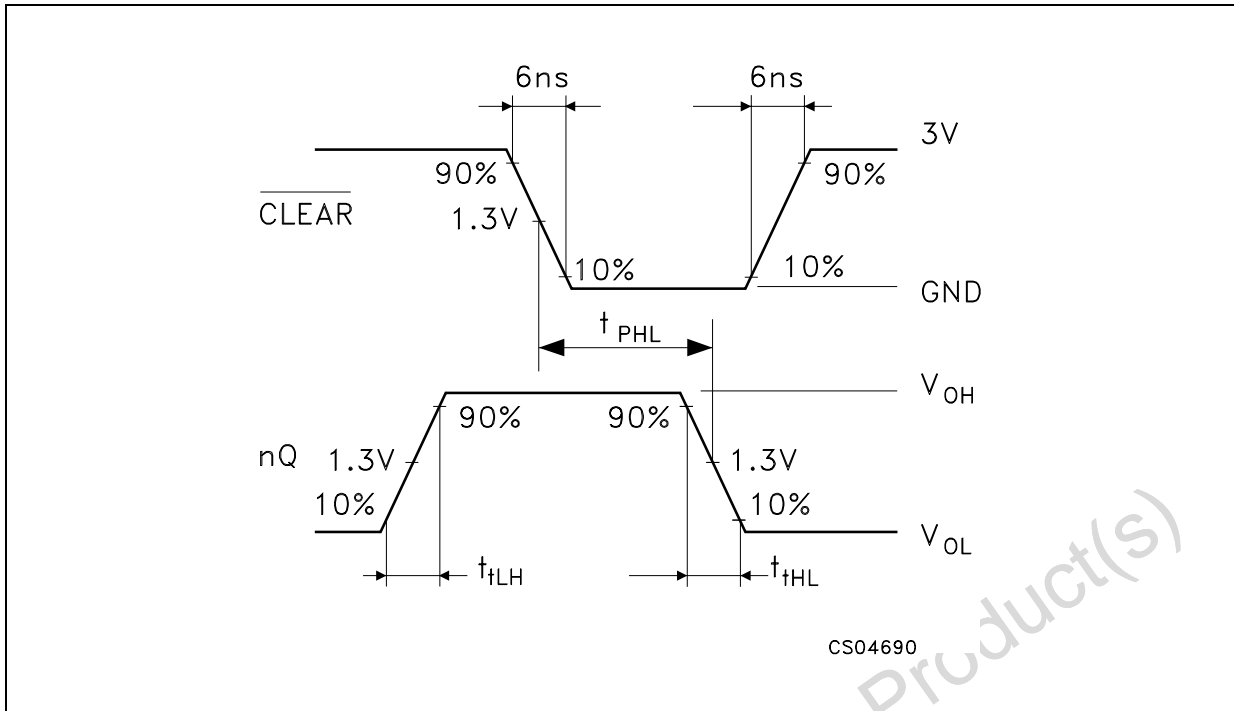 6ns 6ns
3V
90% 90%
CLEAR
1.3V
10% 10%
GND
t PHL
V OH
90% 90%
nQ 1.3V 1.3V
10% 10%
V OL
t tLH t tHL
CS04690
Product(s)